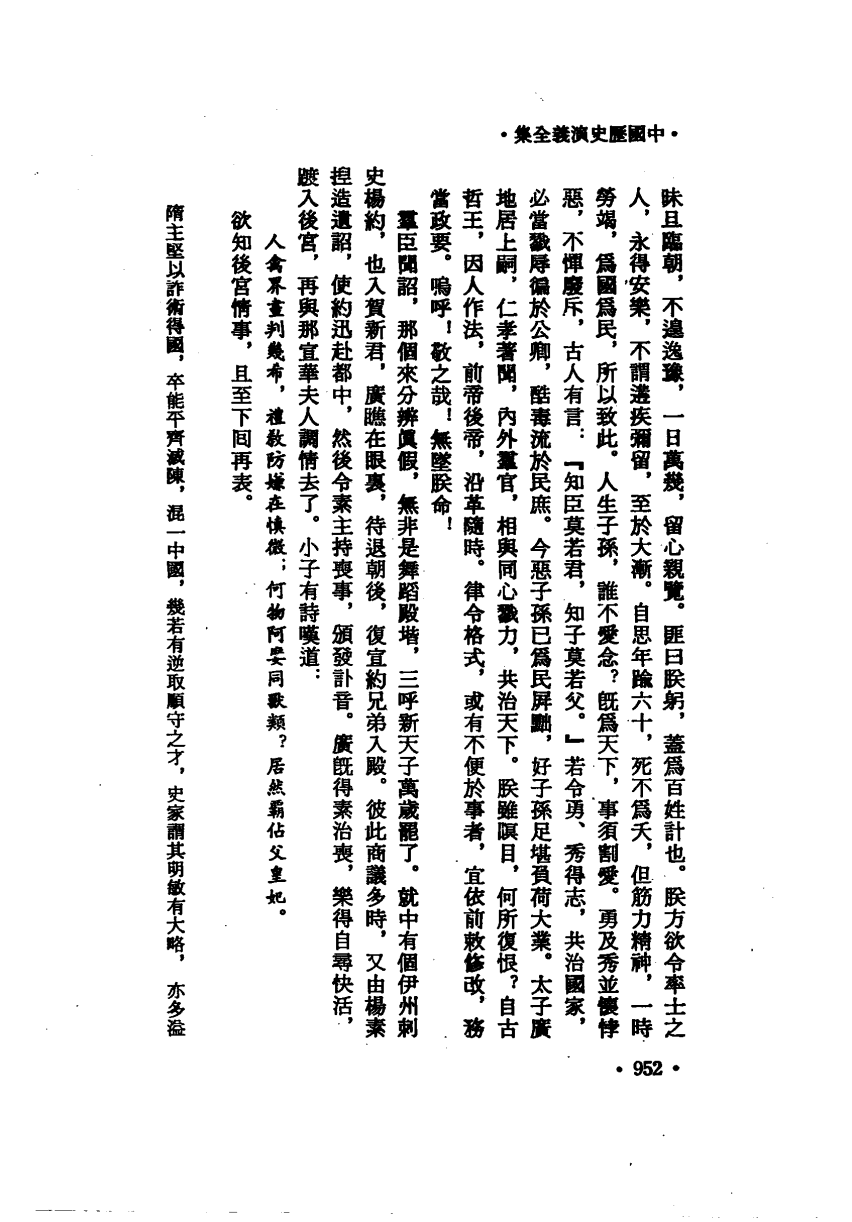 •中國歷史演義全集•
昧旦臨朝，不遑逸豫，一日萬幾，留心親覽。匪曰朕躬，蓋爲百姓計也。朕方欲令率土之
人，永得安樂，不謂遘疾彌留，至於大漸。自思年踰六十，死不爲夭，但筋力精神，一時
勞竭，爲國爲民，所以致此。人生子孫，誰不愛念？旣爲天下，事須割愛。勇及秀並懷悖
惡，不憚廢斥，古人有言：『知臣莫若君，知子莫若父。』若令勇、秀得志，共治國家，
必當戮辱徧於公卿，酷毒流於民庶。今惡子孫已爲民屏黜，好子孫足堪負荷大業。太子廣
地居上嗣，仁孝著聞，內外羣官，相與同心戮力，共治天下。朕雖瞑目，何所復恨？自古
哲王，因人作法，前帝後帝，沿革隨時。律令格式，或有不便於事者，宜依前敕修改，務
當政要。嗚呼！敬之哉！無墜朕命！
羣臣聞詔，那個來分辨眞假，無非是舞蹈殿堦，三呼新天子萬歲罷了。就中有個伊州刺
史楊約，也入賀新君，廣瞧在眼裏，待退朝後，復宣約兄弟入殿。彼此商議多時，又由楊素
捏造遺詔，使約迅赴都中，然後令素主持喪事，頒發訃音。廣旣得素治喪，樂得自尋快活，
踱入後宮，再與那宣華夫人調情去了。小子有詩嘆道：
人禽界畫判幾希，禮敎防嫌在愼微；何物阿㜷同獸類？居然霸佔父皇妃。
欲知後宮情事，且至下囘再表。
隋主堅以詐術得國，卒能平齊滅陳，混一中國，幾若有逆取順守之才，史家謂其明敏有大略，亦多溢
•952•